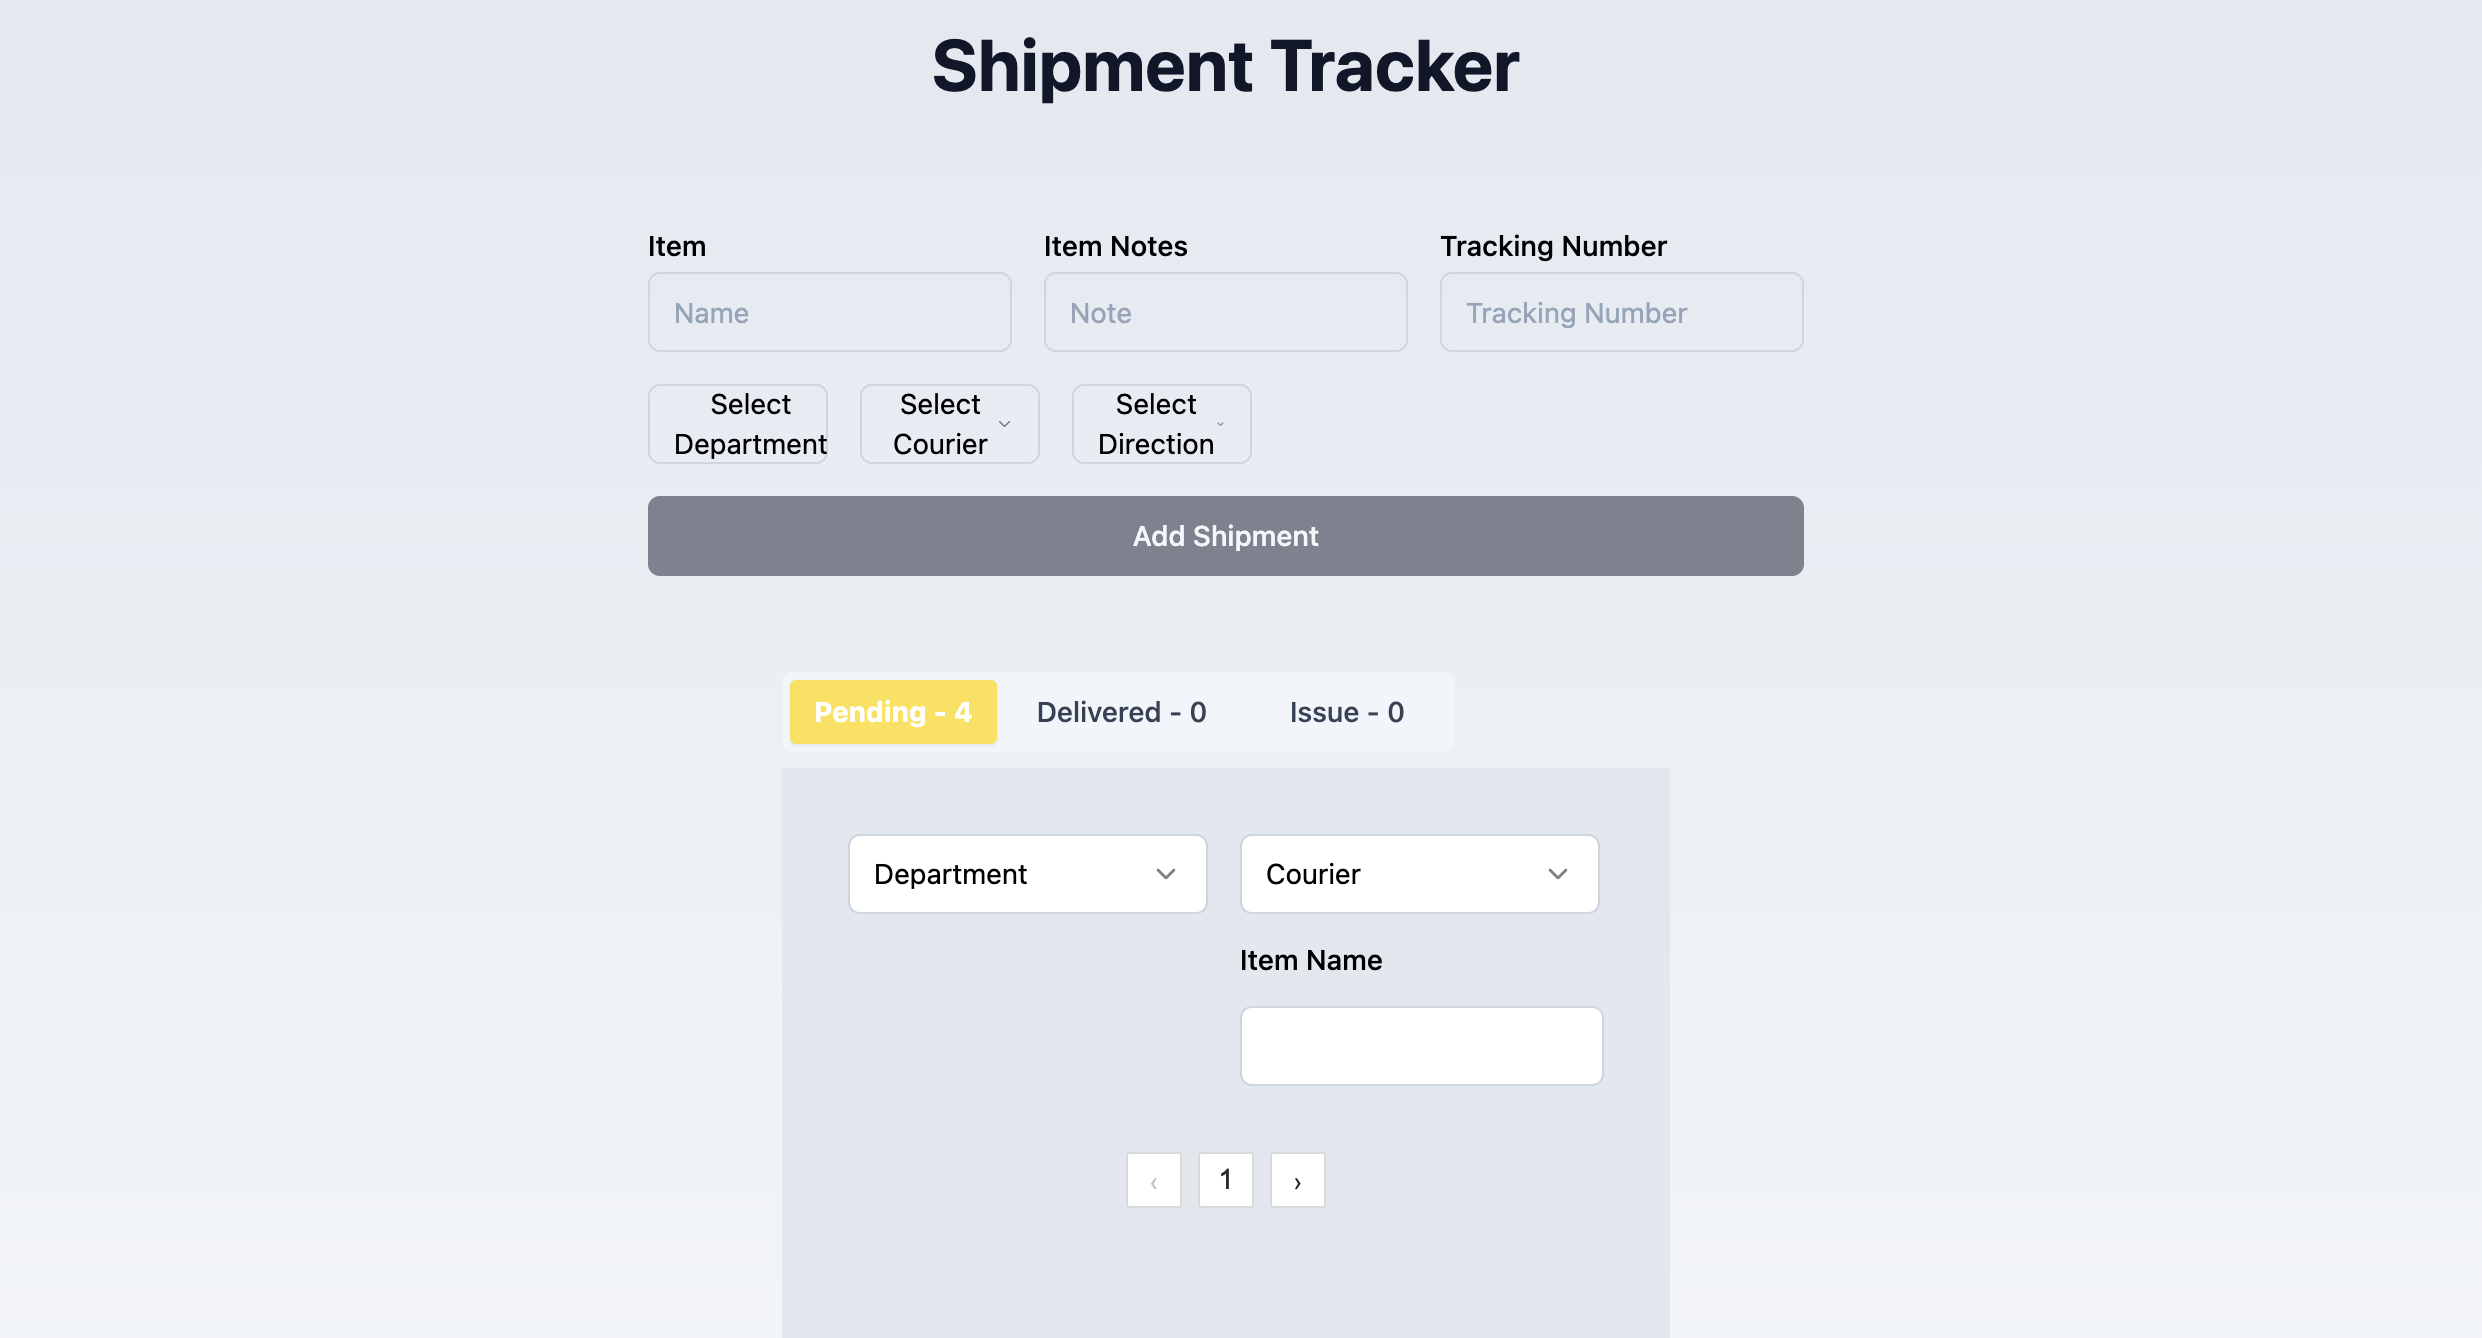 Shipment Tracker
Item
Item Notes
Tracking Number
Name
Note
Tracking Number
Select
Department
Select
Courier
Select
Direction
Add Shipment
Pending - 4
Delivered - 0
Issue - 0
Department
Courier
Item Name
‹
1
›